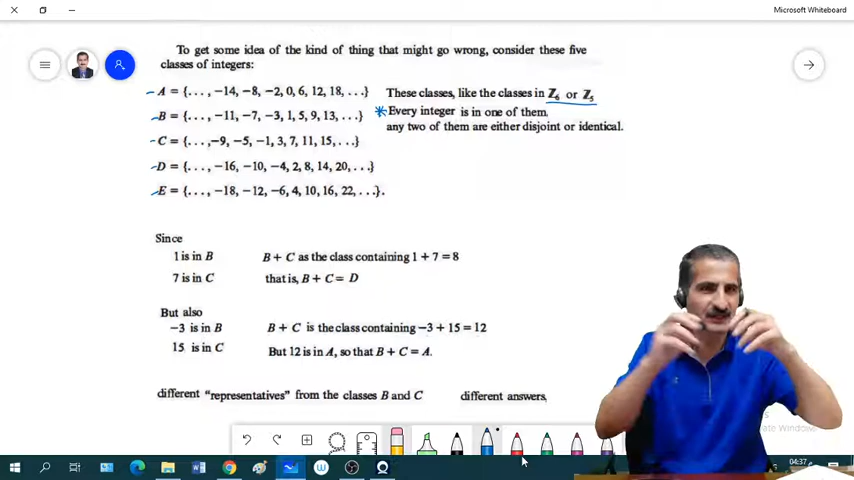 Microsoft Whiteboard
To get some idea of the kind of thing that might go wrong, consider these five
classes of integers:
A = {. . . , −14, −8, −2, 0, 6, 12, 18, . . .}
These classes, like the classes in ℤ₆ or ℤ₅
B = {. . . , −11, −7, −3, 1, 5, 9, 13, . . .}
* Every integer is in one of them.
C = {. . . ,−9, −5, −1, 3, 7, 11, 15, . . .}
any two of them are either disjoint or identical.
D = {. . . , −16, −10, −4, 2, 8, 14, 20, . . .}
E = {. . . , −18, −12, −6, 4, 10, 16, 22, . . .}.
Since
1 is in B
B + C as the class containing 1 + 7 = 8
7 is in C
that is, B + C = D
But also
−3 is in B
B + C is the class containing −3 + 15 = 12
15 is in C
But 12 is in A, so that B + C = A.
different “representatives” from the classes B and C
different answers,
ate Windows
04:37